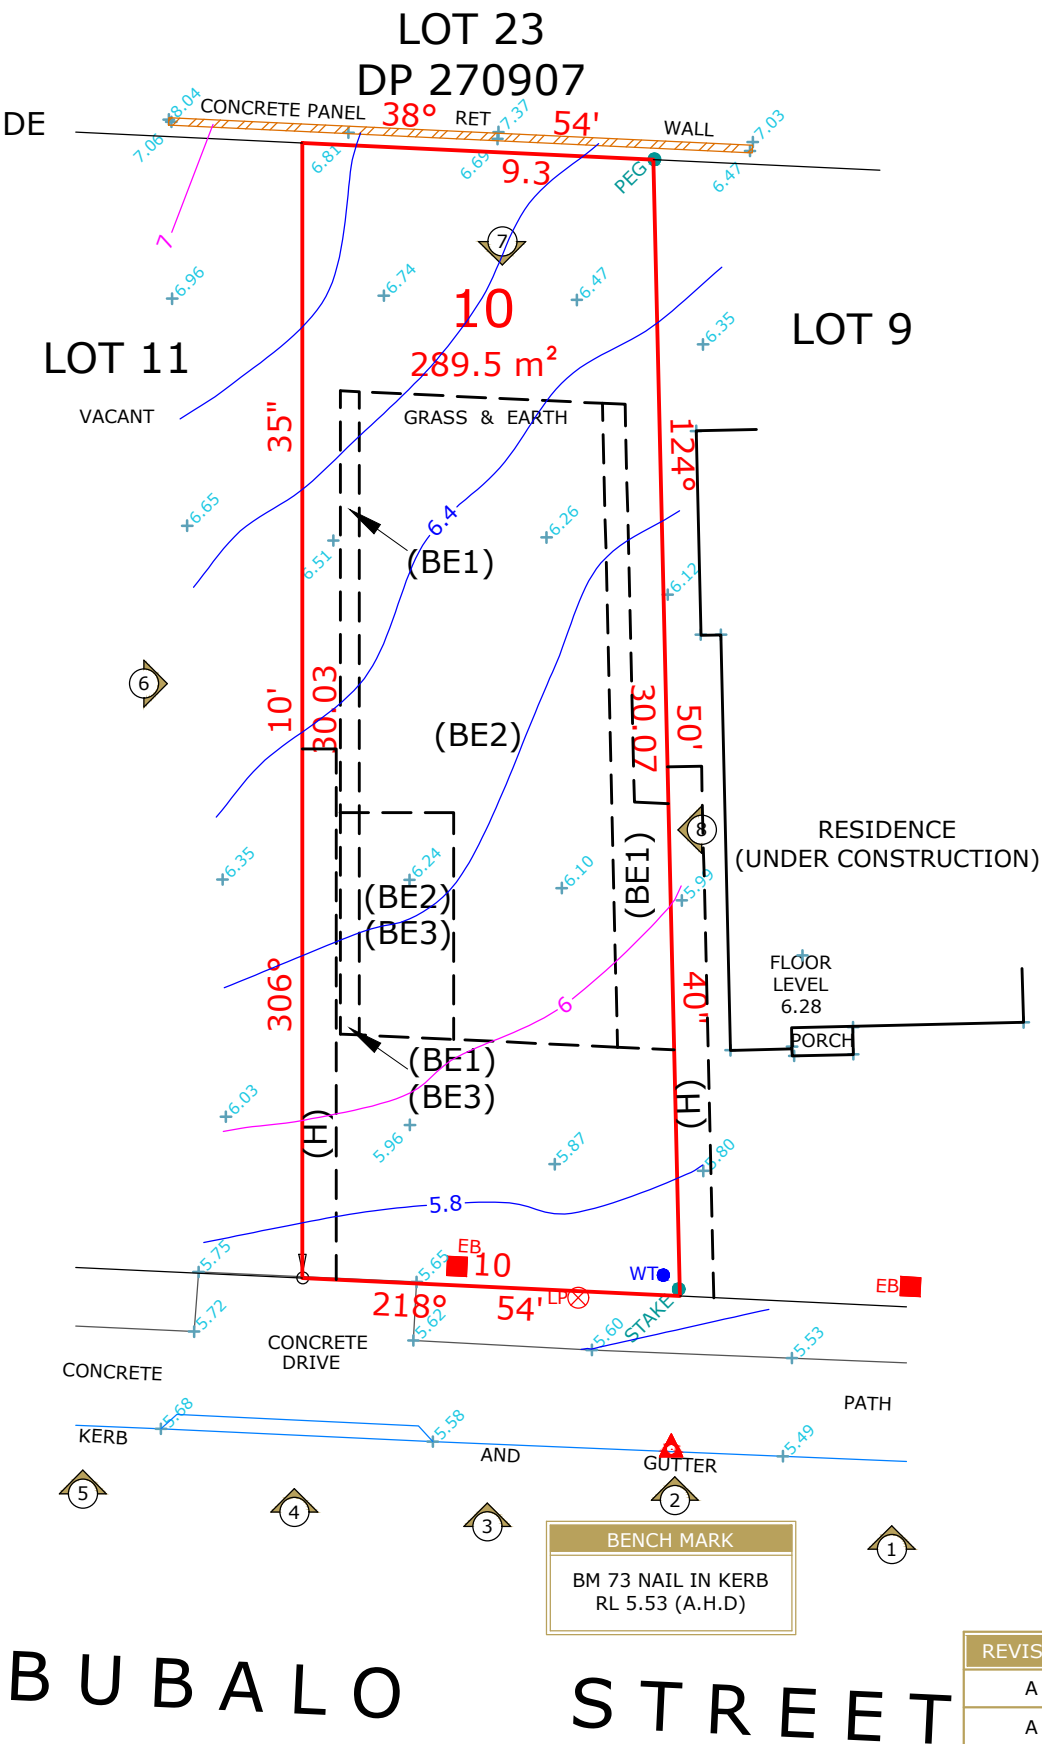 LOT 23
DP 270907
DE
CONCRETE PANEL RET WALL
38° 54'
9.3
8.04
7.06
6.81
7.37
6.69
7.03
6.47
PEG
7
7
6.96
6.74
6.47
6.35
10
289.5 m²
LOT 11
LOT 9
VACANT
GRASS & EARTH
35"
124°
6.65
6.51
6.4
6.26
6.12
(BE1)
6
10'
30.03
(BE2)
30.07
50'
8
RESIDENCE
(UNDER CONSTRUCTION)
6.35
6.24
6.10
5.99
(BE2)
(BE3)
(BE1)
306°
40"
FLOOR
LEVEL
6.28
PORCH
6
(BE1)
(BE3)
6.03
5.96
5.87
5.80
(H)
(H)
5.8
5.75
5.72
EB
10
5.65
5.62
WT
EB
218° 54'
LP
STAKE
5.60
5.53
CONCRETE
DRIVE
CONCRETE
PATH
5.68
5.58
5.49
KERB
AND
GUTTER
5
4
3
2
1
BENCH MARK
BM 73 NAIL IN KERB
RL 5.53 (A.H.D)
BUBALO STREET
REVIS
A
A